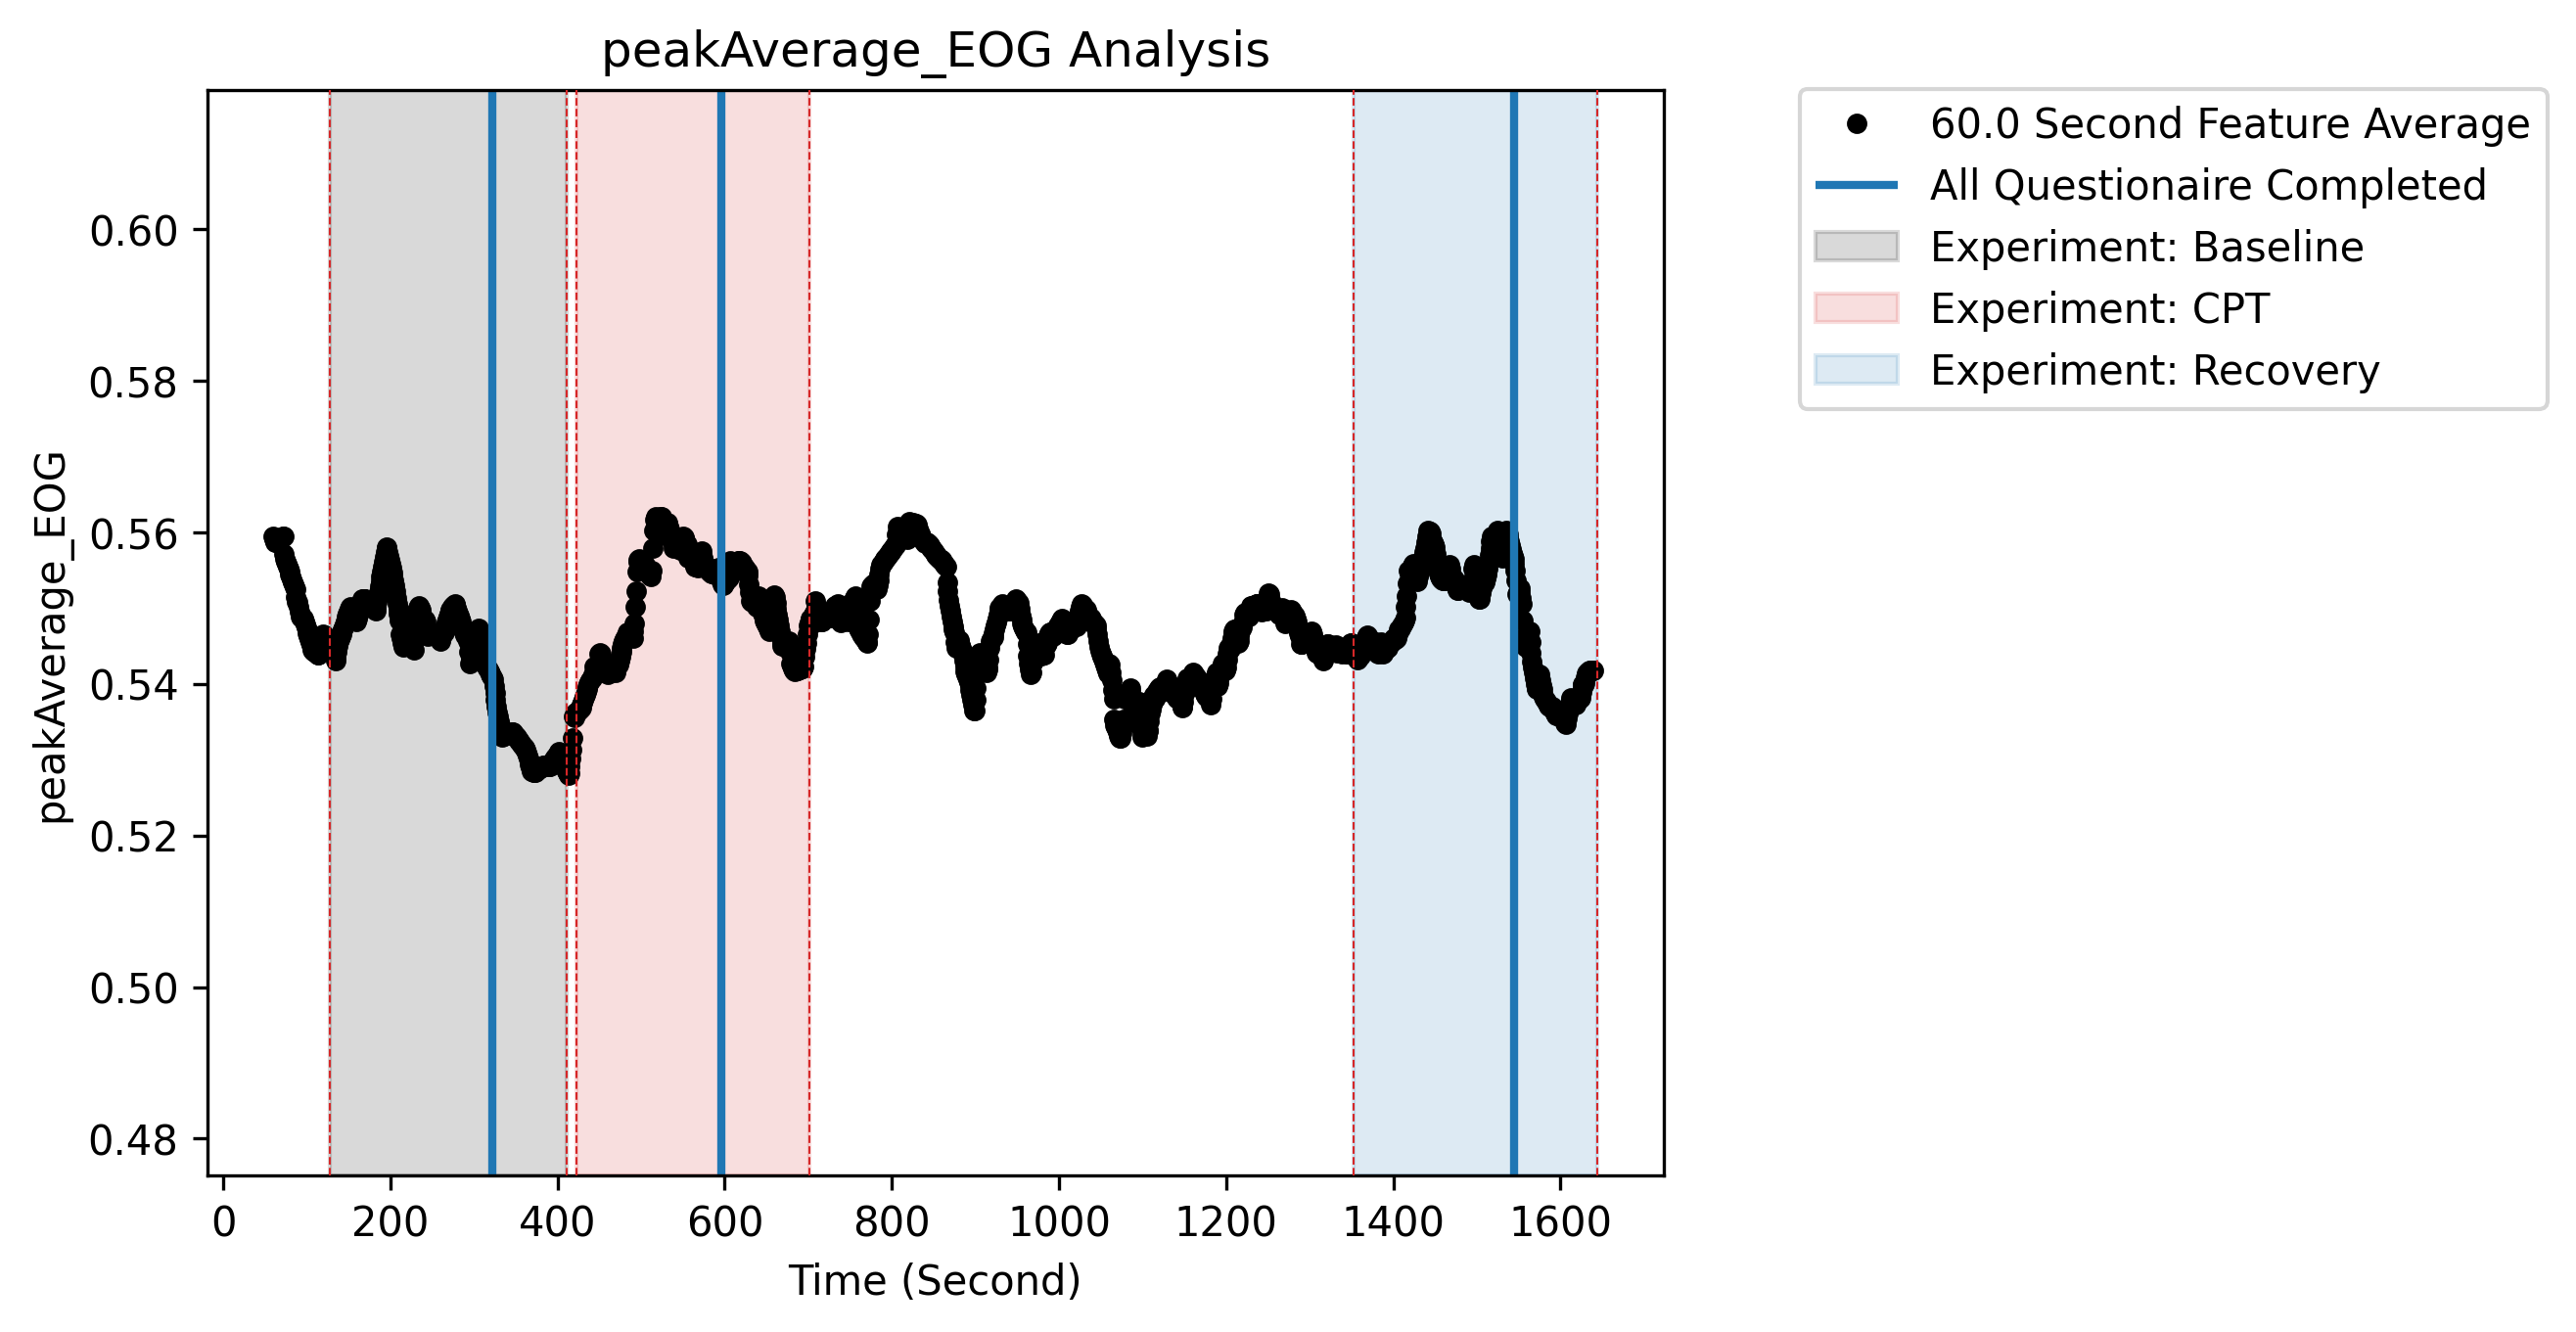 peakAverage_EOG Analysis
60.0 Second Feature Average
All Questionaire Completed
Experiment: Baseline
Experiment: CPT
Experiment: Recovery
peakAverage_EOG
0.60
0.58
0.56
0.54
0.52
0.50
0.48
0 200 400 600 800 1000 1200 1400 1600
Time (Second)